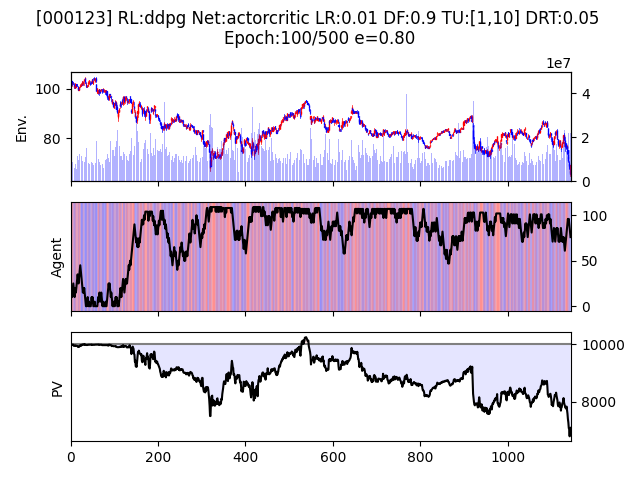 [000123] RL:ddpg Net:actorcritic LR:0.01 DF:0.9 TU:[1,10] DRT:0.05
Epoch:100/500 e=0.80
1e7
Env.
100
80
4
2
0
Agent
100
50
0
PV
10000
8000
0
200
400
600
800
1000